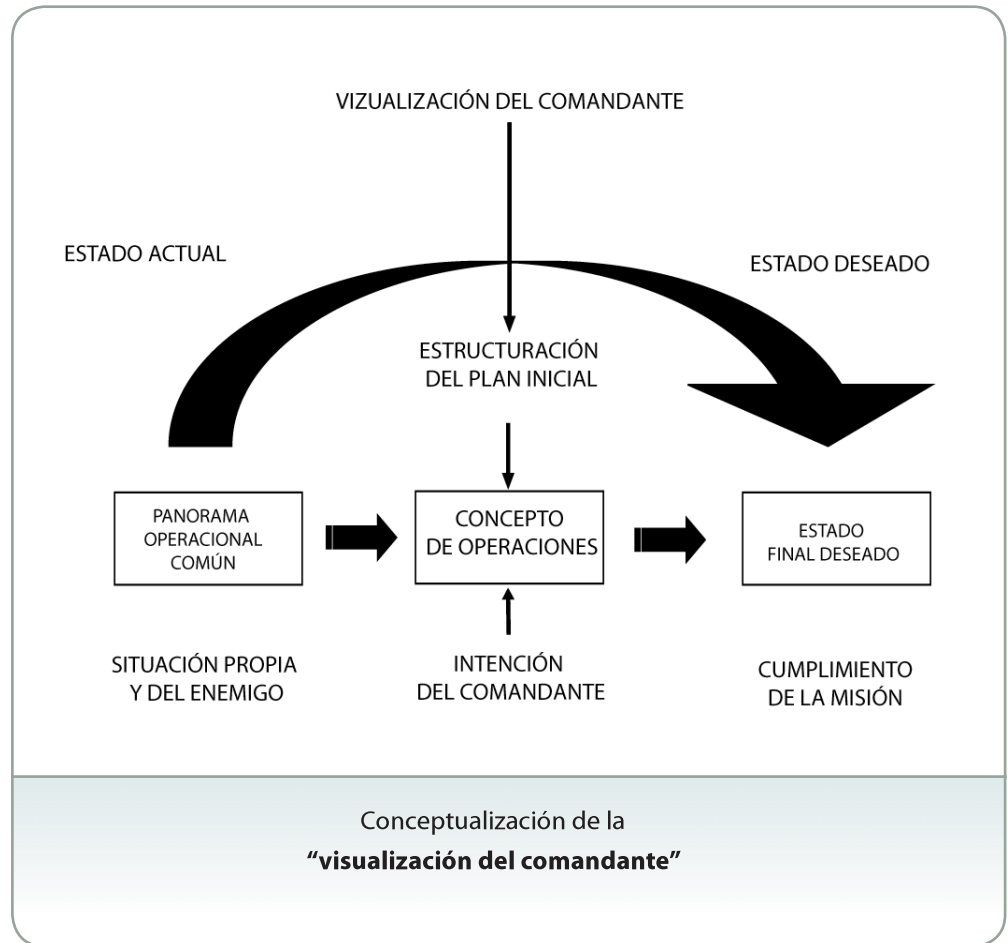 VIZUALIZACIÓN DEL COMANDANTE
ESTADO ACTUAL
ESTADO DESEADO
ESTRUCTURACIÓN
DEL PLAN INICIAL
PANORAMA
OPERACIONAL
COMÚN
CONCEPTO
DE OPERACIONES
ESTADO
FINAL DESEADO
SITUACIÓN PROPIA
Y DEL ENEMIGO
INTENCIÓN
DEL COMANDANTE
CUMPLIMIENTO
DE LA MISIÓN
Conceptualización de la
“visualización del comandante”